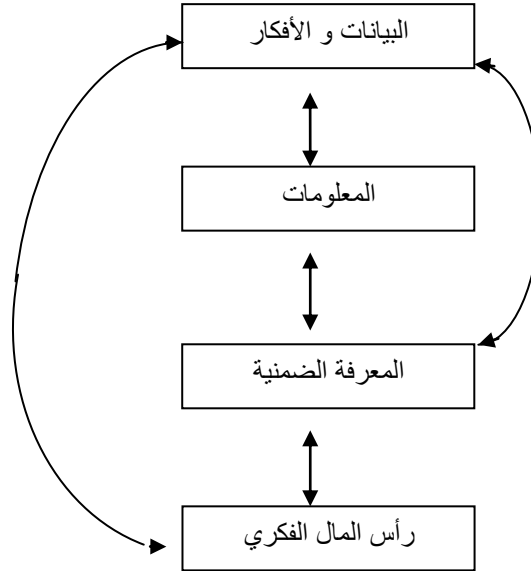 البيانات و الأفكار
المعلومات
المعرفة الضمنية
رأس المال الفكري